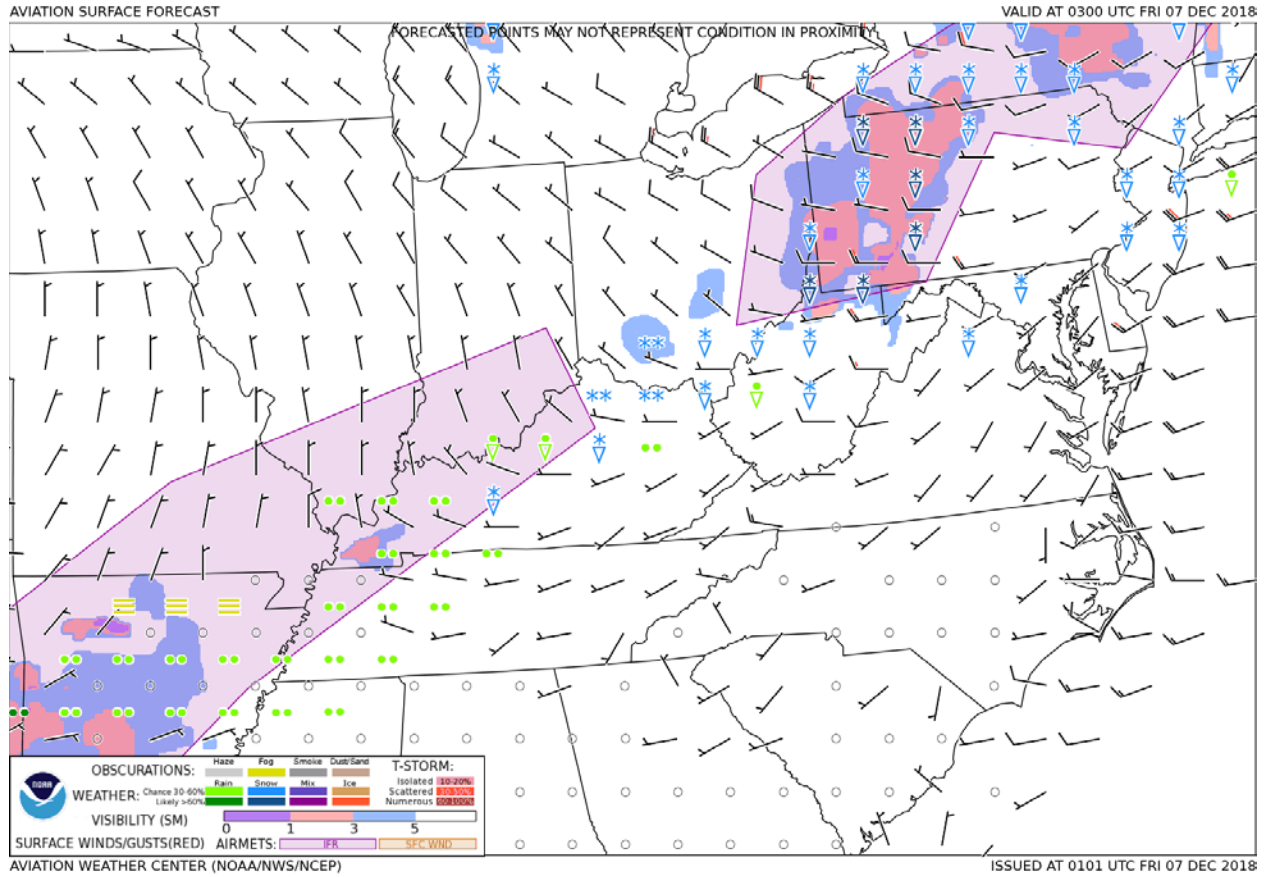 AVIATION SURFACE FORECAST
VALID AT 0300 UTC FRI 07 DEC 2018
FORECASTED POINTS MAY NOT REPRESENT CONDITION IN PROXIMITY
OBSCURATIONS: Haze Fog Smoke Dust/Sand
T-STORM:
Rain Snow Mix Ice
Isolated 10-20%
NOAA
WEATHER: Chance 30-60%
Scattered 30-50%
Likely >60%
Numerous 60-100%
VISIBILITY (SM)
0 1 3 5
SURFACE WINDS/GUSTS(RED) AIRMETS: IFR SFC WND
AVIATION WEATHER CENTER (NOAA/NWS/NCEP)
ISSUED AT 0101 UTC FRI 07 DEC 2018